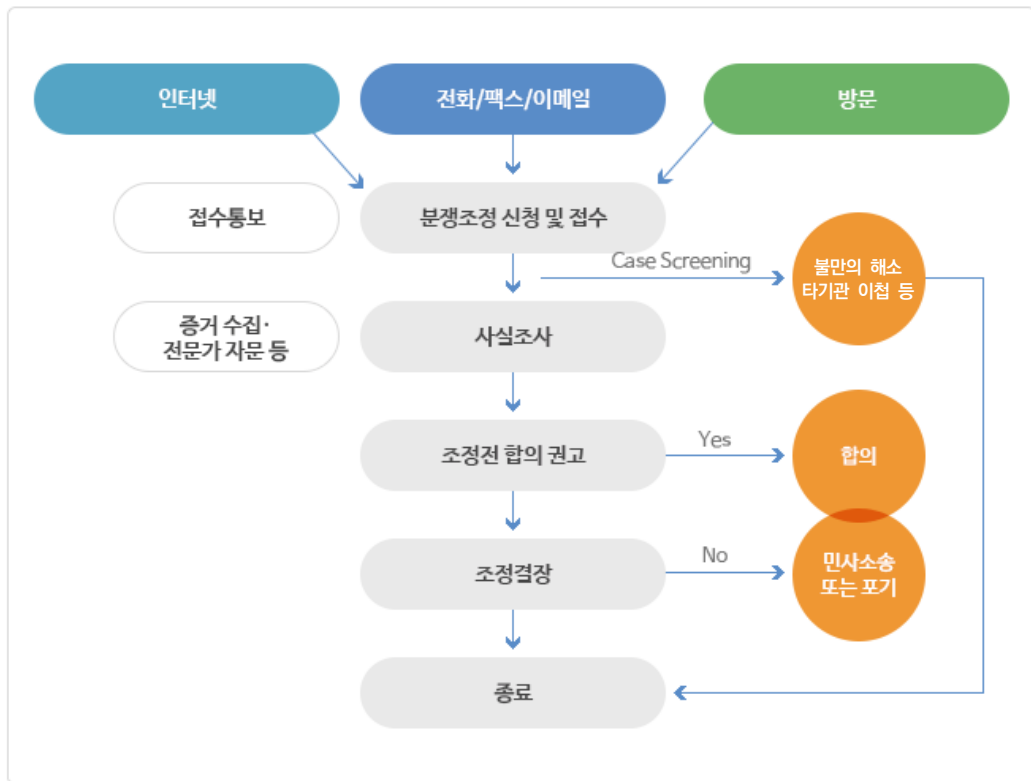 인터넷
전화/팩스/이메일
방문
접수통보
분쟁조정 신청 및 접수
Case Screening
불만의 해소
타기관 이첩 등
증거 수집·
전문가 자문 등
사실조사
조정전 합의 권고
Yes
합의
조정결장
No
민사소송
또는 포기
종료